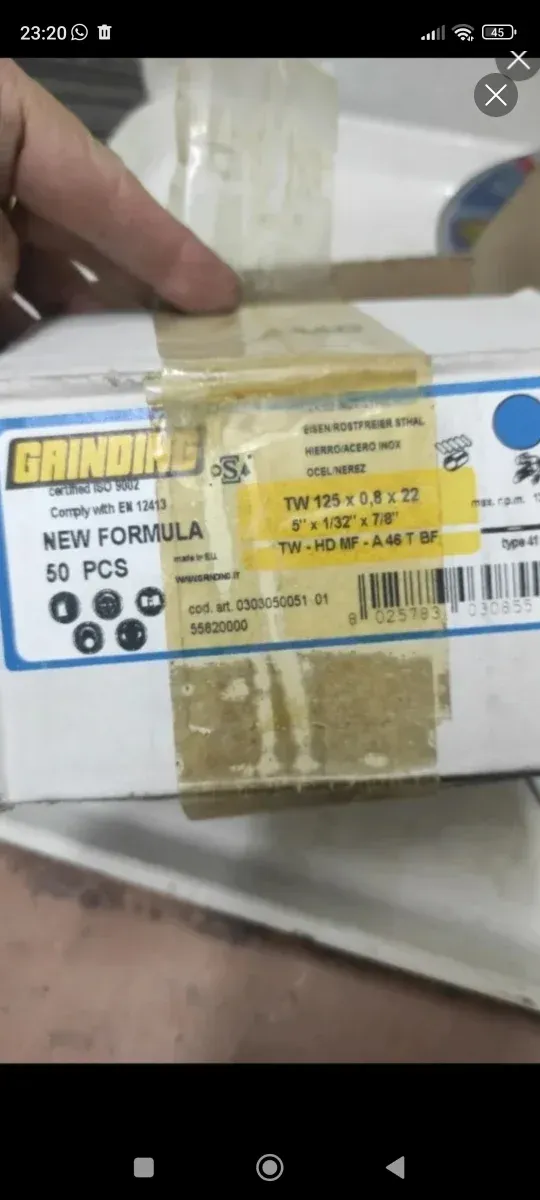 23:20
45
GRINDING
certified ISO 9002
Comply with EN 12413
NEW FORMULA
50 PCS
oSa
made in EU
WWW.GRINDING.IT
cod. art. 0303050051 01
55820000
EISEN/ROSTFREIER STHAL
HIERRO/ACERO INOX
OCEL/NEREZ
TW 125 x 0,8 x 22
5" x 1/32" x 7/8"
TW - HD MF - A 46 T BF
max. r.p.m.
type 41
8 025783 030855